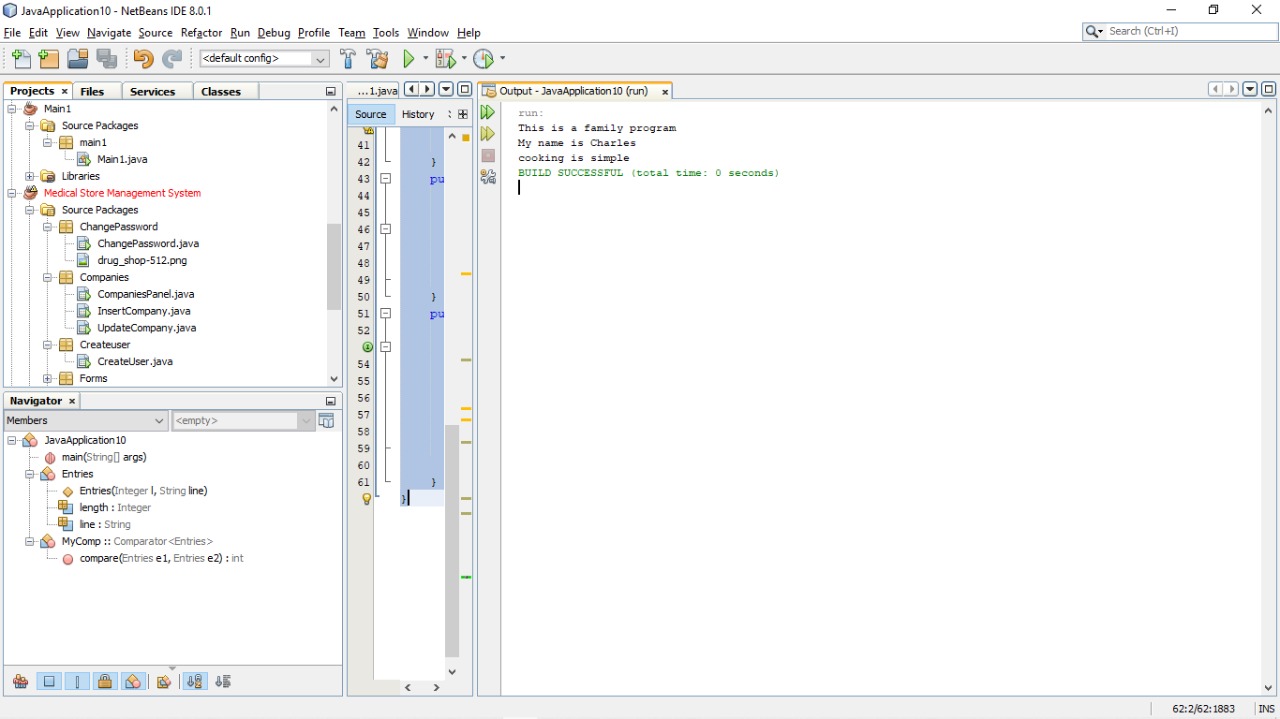 JavaApplication10 - NetBeans IDE 8.0.1
File Edit View Navigate Source Refactor Run Debug Profile Team Tools Window Help
Search (Ctrl+I)
<default config>
Projects Files Services Classes
Main1
Source Packages
main1
Main1.java
Libraries
Medical Store Management System
Source Packages
ChangePassword
ChangePassword.java
drug_shop-512.png
Companies
CompaniesPanel.java
InsertCompany.java
UpdateCompany.java
Createuser
CreateUser.java
Forms
Navigator
Members
<empty>
JavaApplication10
main(String[] args)
Entries
Entries(Integer l, String line)
length : Integer
line : String
MyComp :: Comparator<Entries>
compare(Entries e1, Entries e2) : int
...1.java
Source History
41
42 }
43 pu
44
45
46
47
48
49
50 }
51 pu
52
54
55
56
57
58
59
60
61 }
}
Output - JavaApplication10 (run)
run:
This is a family program
My name is Charles
cooking is simple
BUILD SUCCESSFUL (total time: 0 seconds)
62:2/62:1883 INS